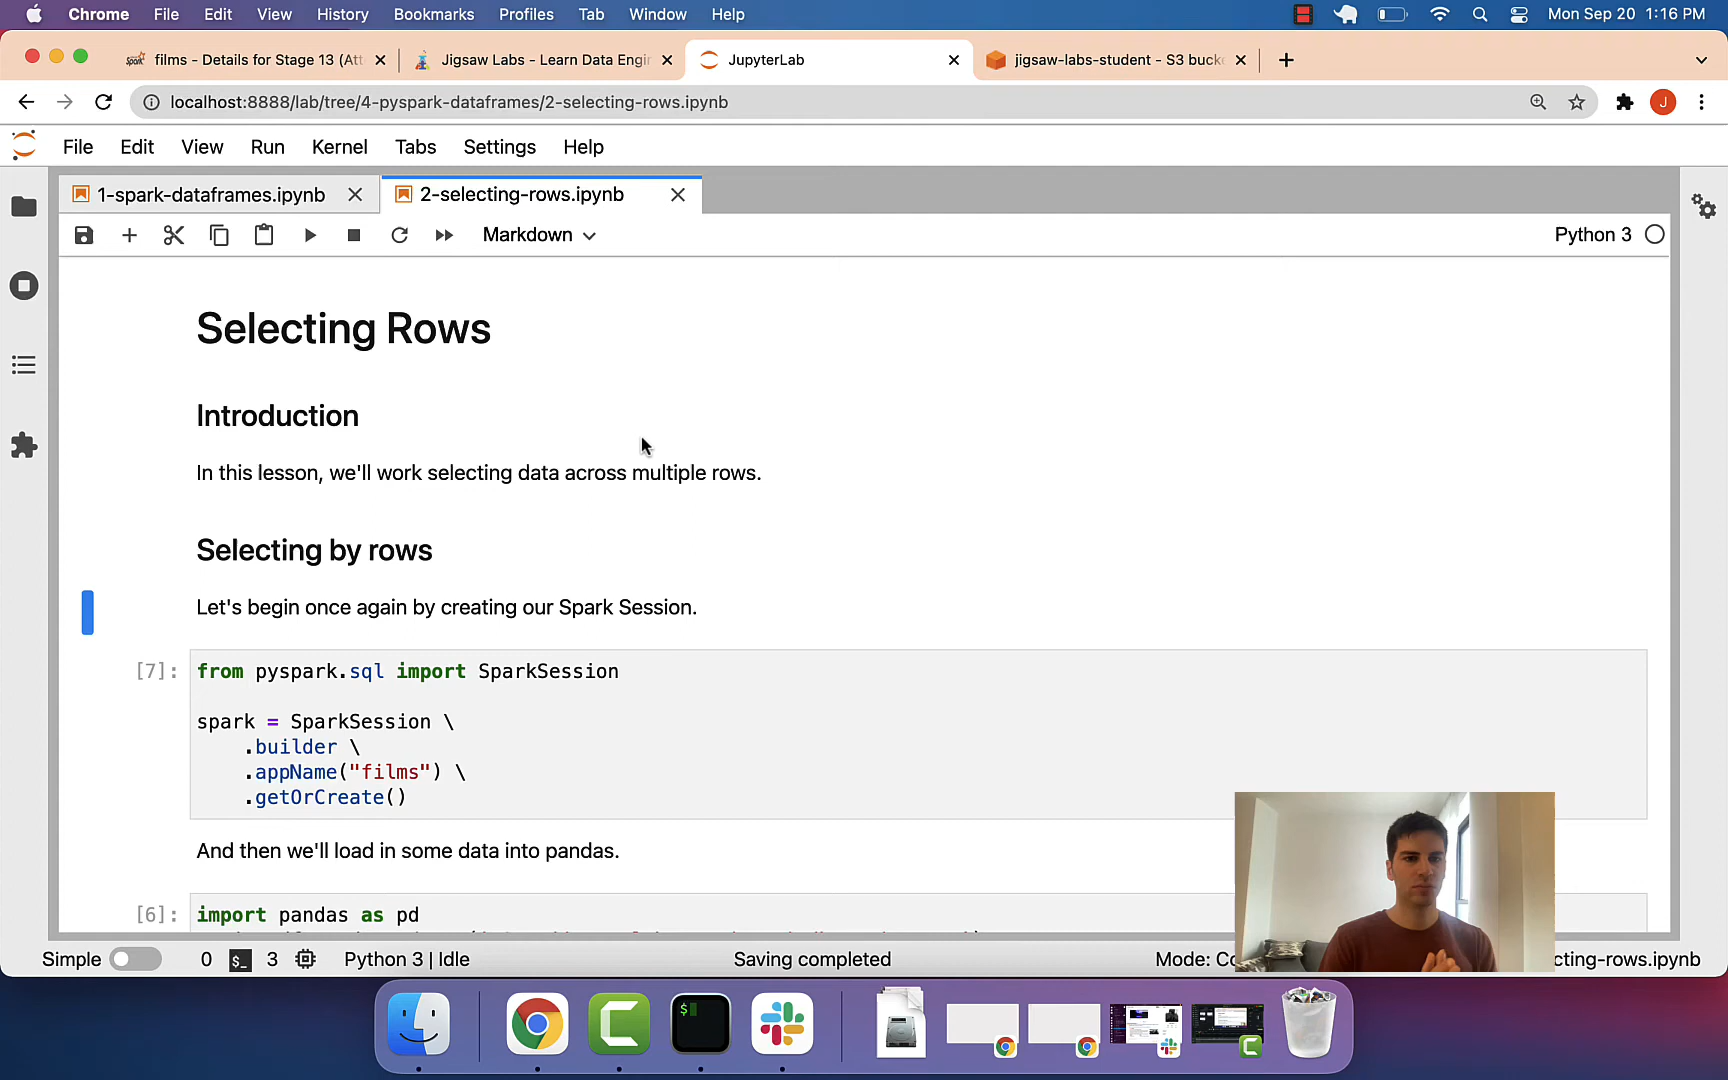 Chrome File Edit View History Bookmarks Profiles Tab Window Help Mon Sep 20 1:16 PM
films - Details for Stage 13 (Att Jigsaw Labs - Learn Data Engin JupyterLab jigsaw-labs-student - S3 bucke
localhost:8888/lab/tree/4-pyspark-dataframes/2-selecting-rows.ipynb J
File Edit View Run Kernel Tabs Settings Help
1-spark-dataframes.ipynb 2-selecting-rows.ipynb
Markdown Python 3
Selecting Rows
Introduction
In this lesson, we'll work selecting data across multiple rows.
Selecting by rows
Let's begin once again by creating our Spark Session.
[7]: from pyspark.sql import SparkSession
spark = SparkSession \
.builder \
.appName("films") \
.getOrCreate()
And then we'll load in some data into pandas.
[6]: import pandas as pd
Simple 0 $_ 3 Python 3 | Idle Saving completed Mode: Co cting-rows.ipynb